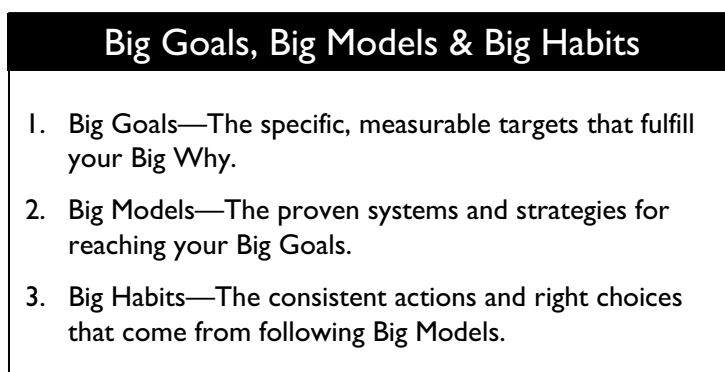 Big Goals, Big Models & Big Habits
1. Big Goals—The specific, measurable targets that fulfill
your Big Why.
2. Big Models—The proven systems and strategies for
reaching your Big Goals.
3. Big Habits—The consistent actions and right choices
that come from following Big Models.